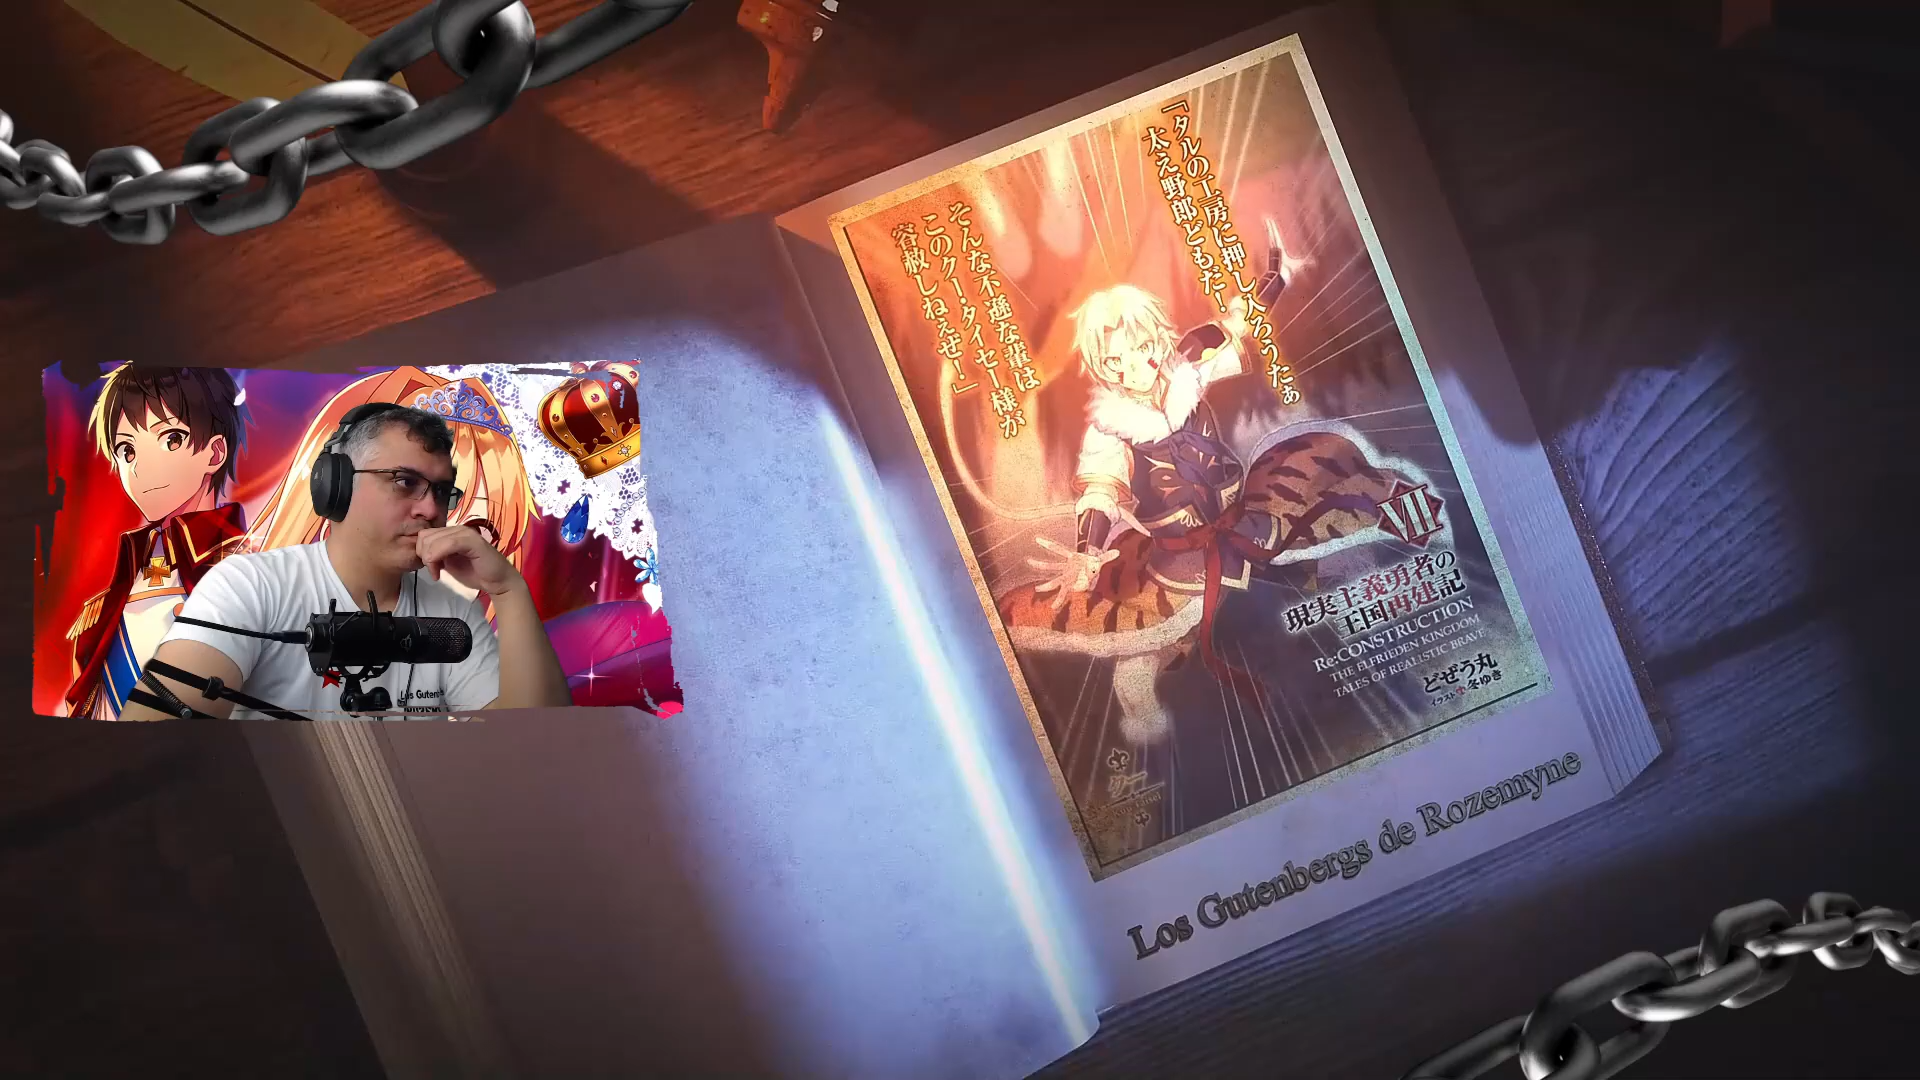 「タルの工房に押し入ろうたぁ
太え野郎どもだ！
そんな不遜な輩は
このクー・タイセー様が
容赦しねぇぜ！」
VII
現実主義勇者の
王国再建記
Re:CONSTRUCTION
THE ELFRIEDEN KINGDOM
TALES OF REALISTIC BRAVE
どぜう丸
イラスト 冬ゆき
クー
Los Gutenbergs de Rozemyne